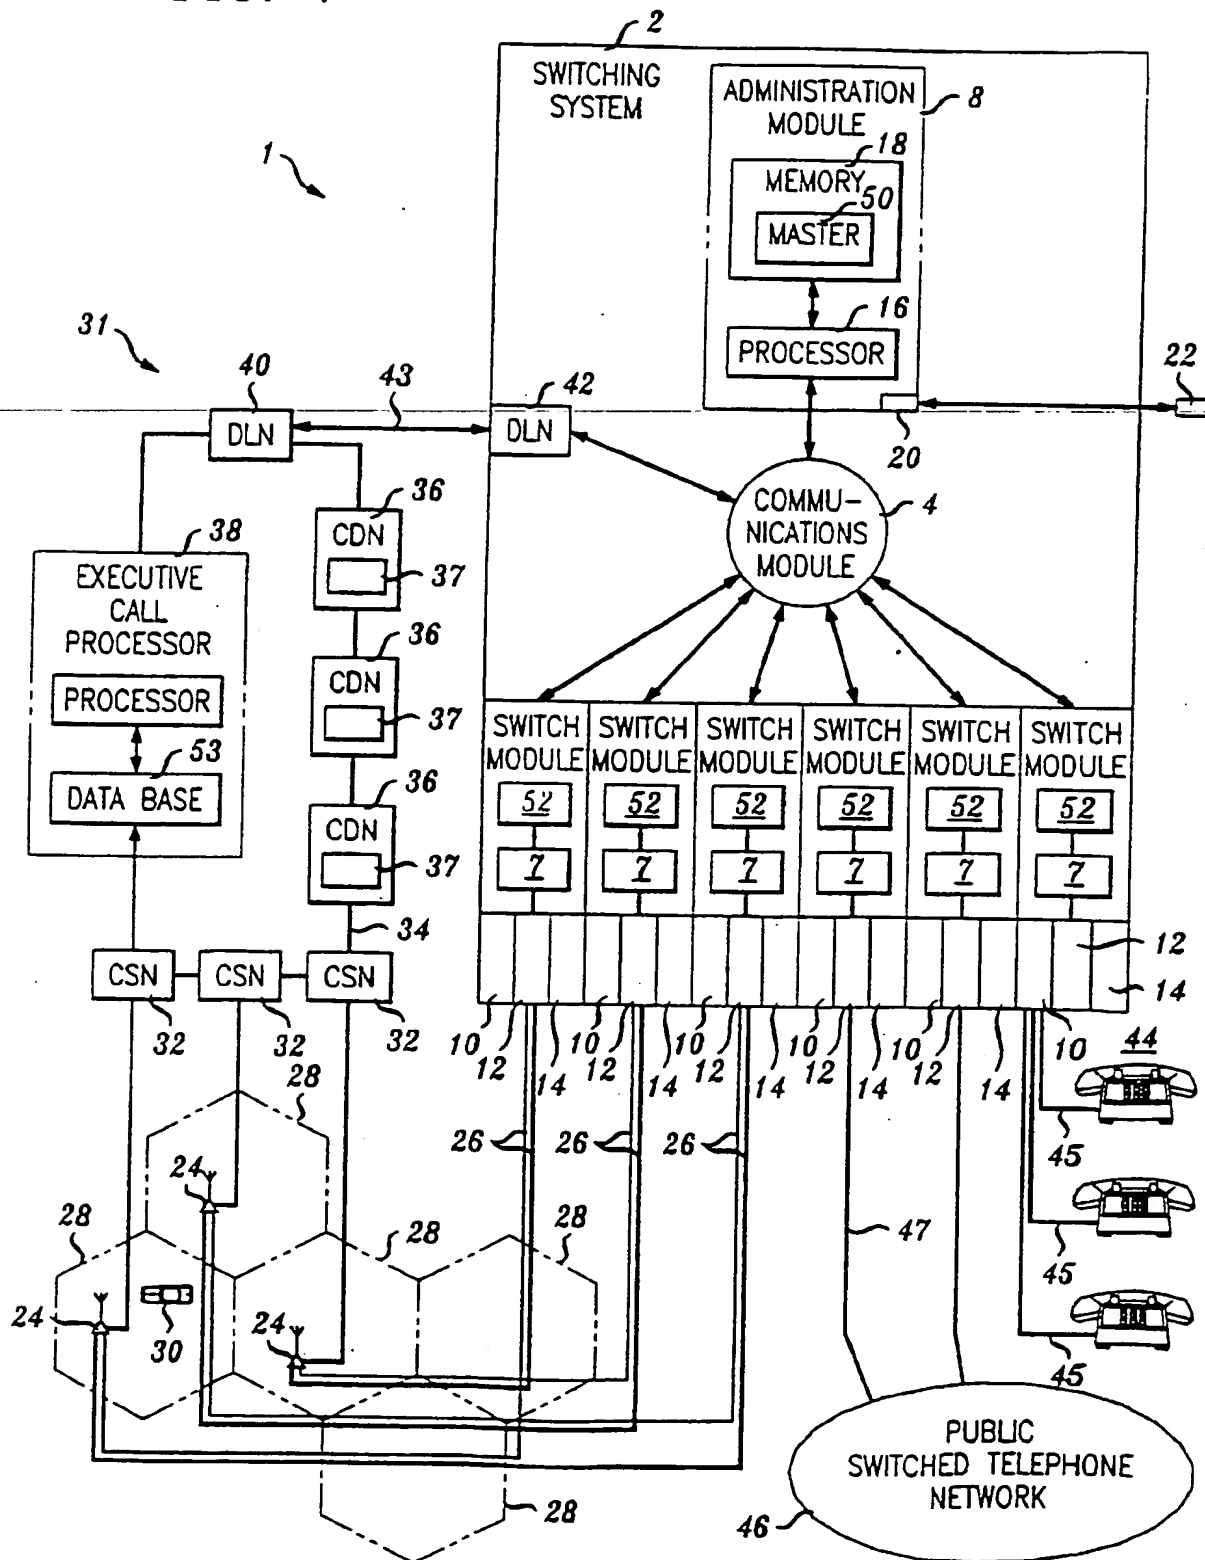 2
SWITCHING
SYSTEM
ADMINISTRATION
MODULE
8
18
MEMORY
50
MASTER
1
16
PROCESSOR
31
40
43
42
22
DLN
DLN
20
COMMU-
NICATIONS
MODULE
4
36
CDN
37
38
EXECUTIVE
CALL
PROCESSOR
PROCESSOR
53
DATA BASE
36
CDN
37
36
CDN
37
34
SWITCH
MODULE
SWITCH
MODULE
SWITCH
MODULE
SWITCH
MODULE
SWITCH
MODULE
SWITCH
MODULE
52 52 52 52 52 52
7 7 7 7 7 7
12
14
CSN CSN CSN
32 32 32
10 12 14 10 12 14 10 12 14 10 12 14 10 12 14 10
44
28
26 26 26
45
24
28 28 28
47
45
24
30
24
45
PUBLIC
SWITCHED TELEPHONE
NETWORK
46
28